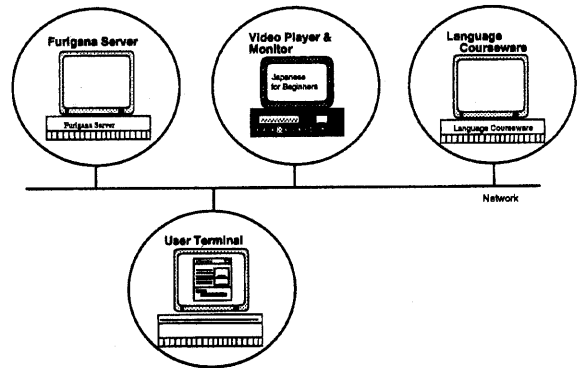 Furigana Server
Furigana Server
Video Player &
Monitor
Japanese
for Beginners
Language
Courseware
Language Courseware
Network
User Terminal